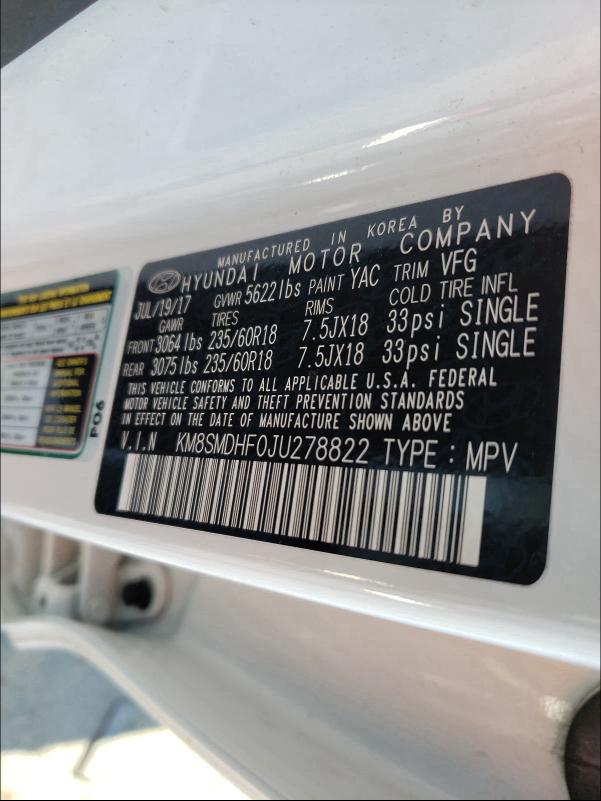 MANUFACTURED IN KOREA BY
HYUNDAI MOTOR COMPANY
JUL/19/17 GVWR 5622lbs PAINT YAC TRIM VFG
GAWR TIRES RIMS COLD TIRE INFL
FRONT 3064lbs 235/60R18 7.5JX18 33psi SINGLE
REAR 3075lbs 235/60R18 7.5JX18 33psi SINGLE
THIS VEHICLE CONFORMS TO ALL APPLICABLE U.S.A. FEDERAL
MOTOR VEHICLE SAFETY AND THEFT PREVENTION STANDARDS
IN EFFECT ON THE DATE OF MANUFACTURE SHOWN ABOVE
V.I.N KM8SMDHF0JU278822 TYPE : MPV
P06